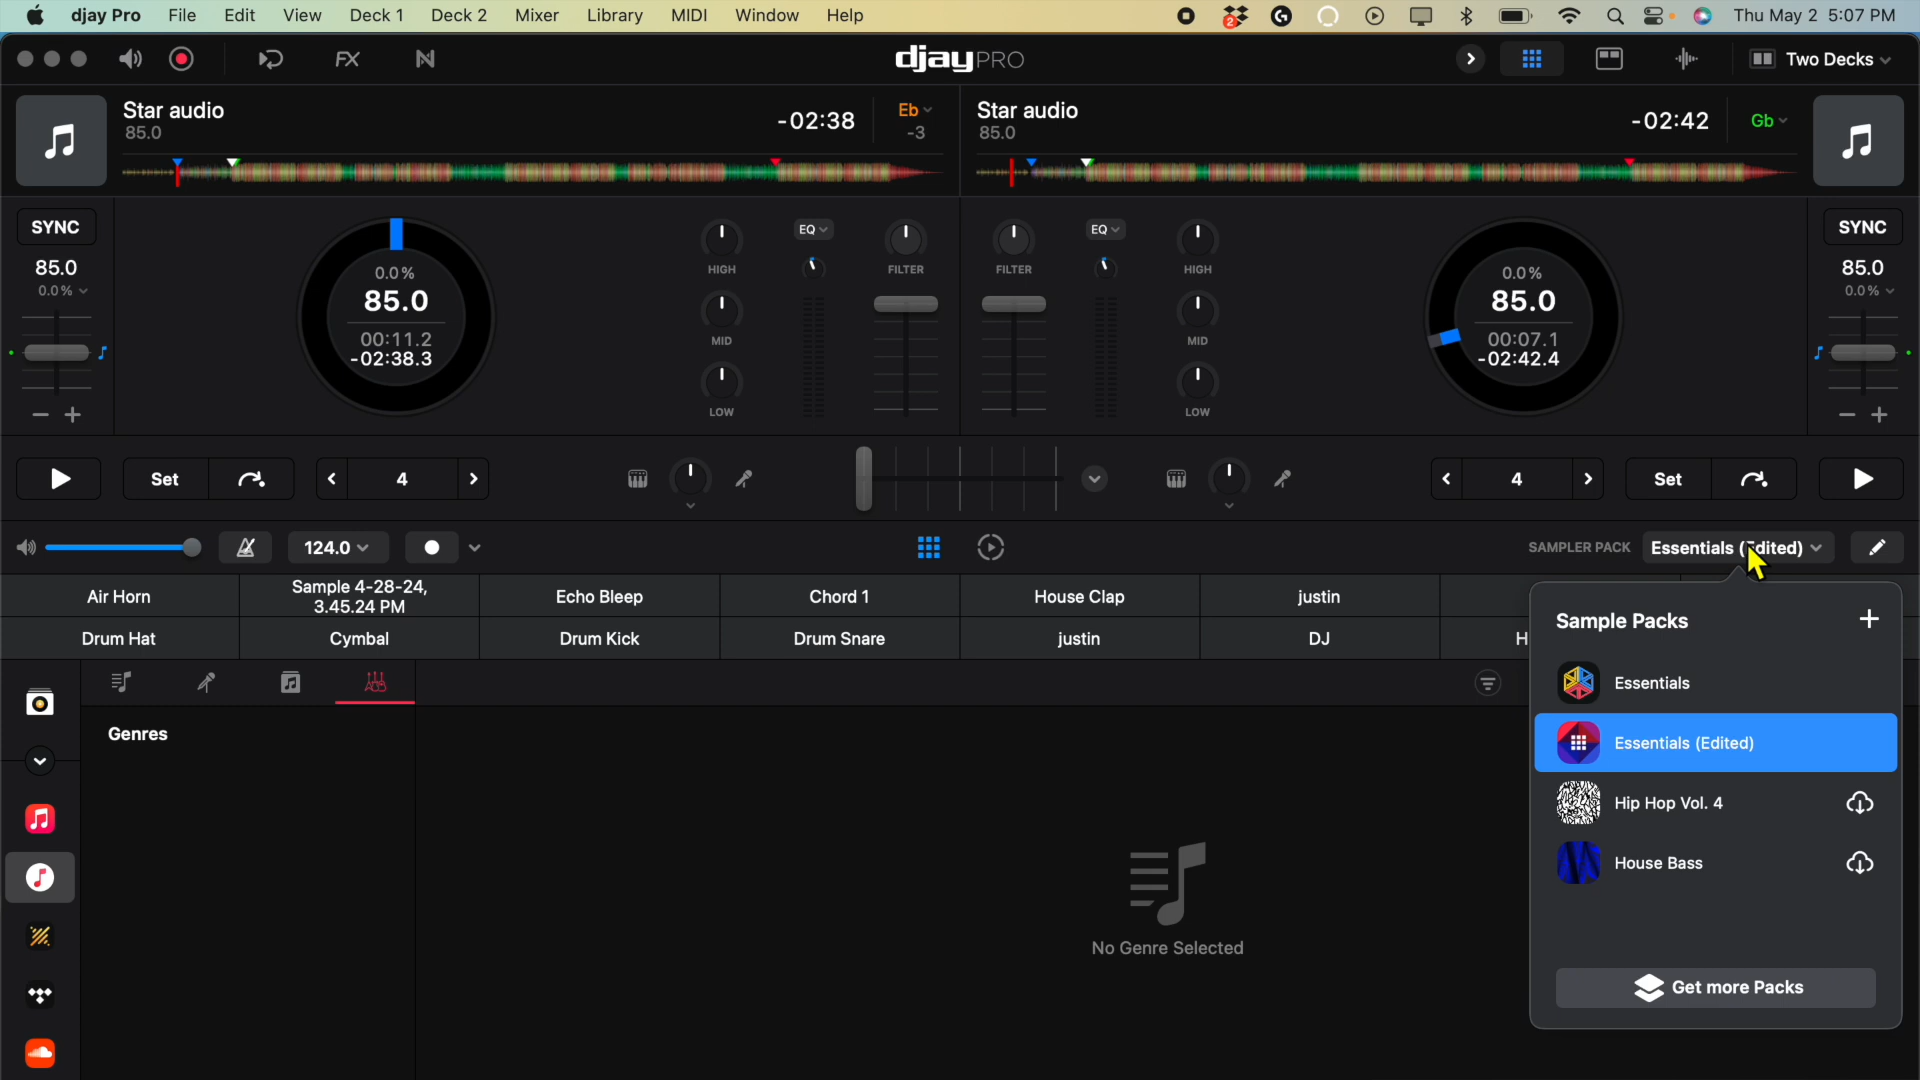 djay Pro File Edit View Deck 1 Deck 2 Mixer Library MIDI Window Help 2 Thu May 2 5:07 PM
FX djay PRO Two Decks
Star audio -02:38 Eb Star audio -02:42 Gb
85.0 -3 85.0
SYNC EQ EQ SYNC
85.0 0.0% HIGH FILTER FILTER HIGH 0.0% 85.0
0.0% 85.0 85.0 0.0%
00:11.2 MID MID 00:07.1
-02:38.3 -02:42.4
LOW LOW
Set 4 4 Set
124.0 SAMPLER PACK Essentials (Edited)
Air Horn Sample 4-28-24, 3.45.24 PM Echo Bleep Chord 1 House Clap justin
Drum Hat Cymbal Drum Kick Drum Snare justin DJ H
Sample Packs
Essentials
Essentials (Edited)
Hip Hop Vol. 4
House Bass
Get more Packs
Genres
No Genre Selected